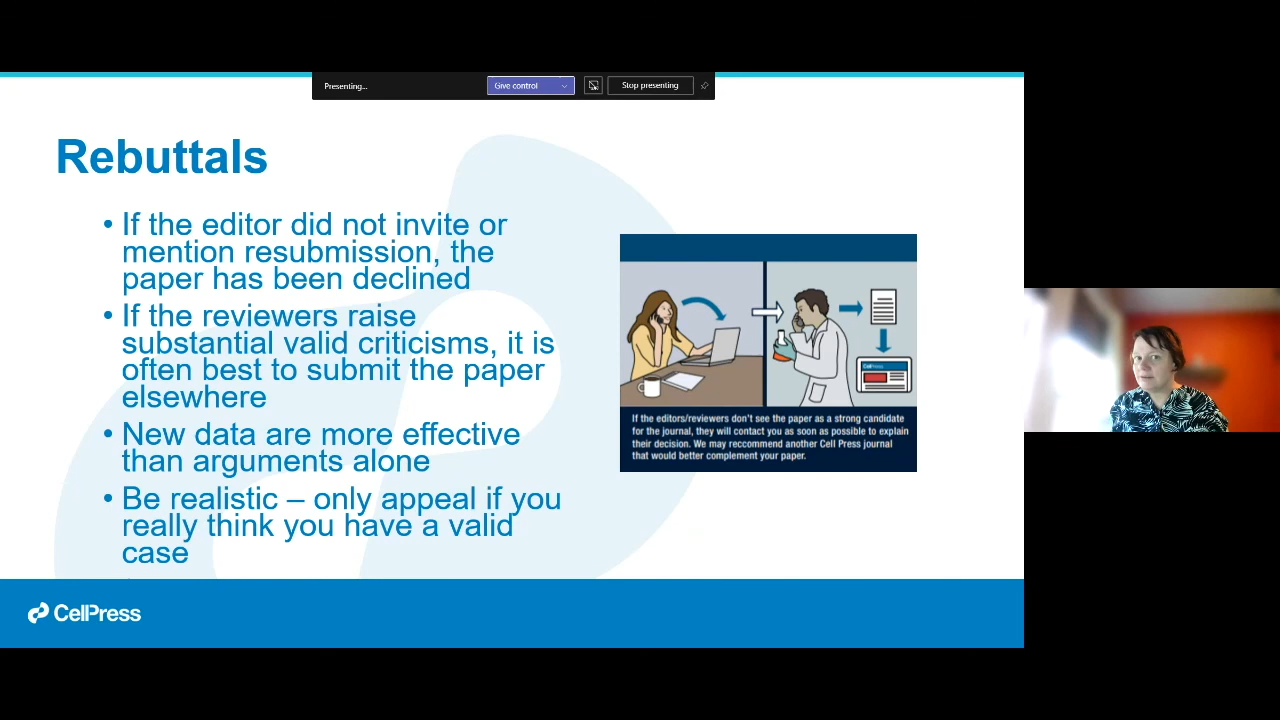 Presenting...
Give control
Stop presenting
Rebuttals
• If the editor did not invite or
mention resubmission, the
paper has been declined
• If the reviewers raise
substantial valid criticisms, it is
often best to submit the paper
elsewhere
• New data are more effective
than arguments alone
• Be realistic – only appeal if you
really think you have a valid
case
CellPress
If the editors/reviewers don't see the paper as a strong candidate
for the journal, they will contact you as soon as possible to explain
their decision. We may reccommend another Cell Press journal
that would better complement your paper.
CellPress